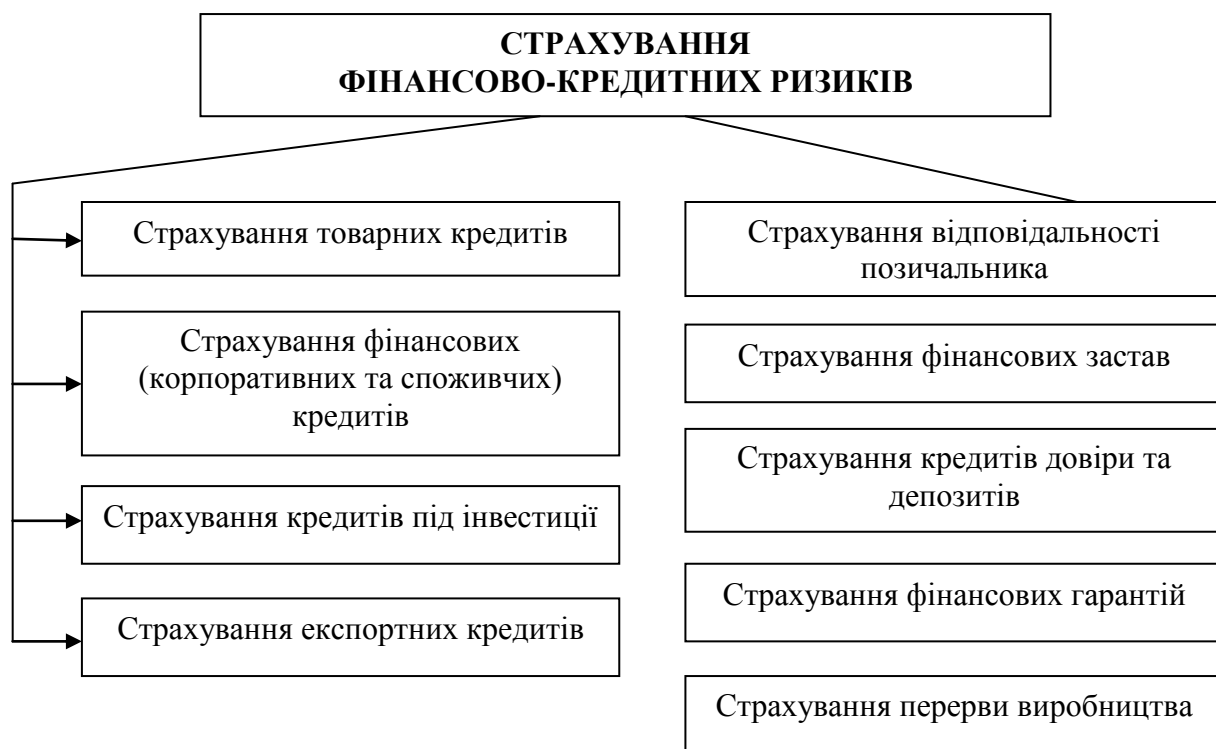 СТРАХУВАННЯ
ФІНАНСОВО-КРЕДИТНИХ РИЗИКІВ
Страхування товарних кредитів
Страхування фінансових
(корпоративних та споживчих)
кредитів
Страхування кредитів під інвестиції
Страхування експортних кредитів
Страхування відповідальності
позичальника
Страхування фінансових застав
Страхування кредитів довіри та
депозитів
Страхування фінансових гарантій
Страхування перерви виробництва